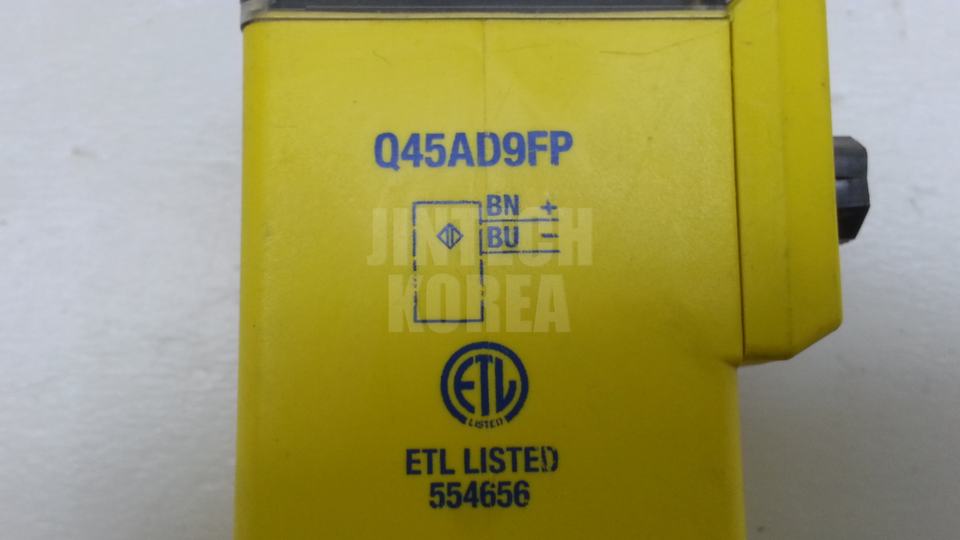 Q45AD9FP
BN +
BU -
JINTECH
KOREA
ETL
LISTED
ETL LISTED
554656